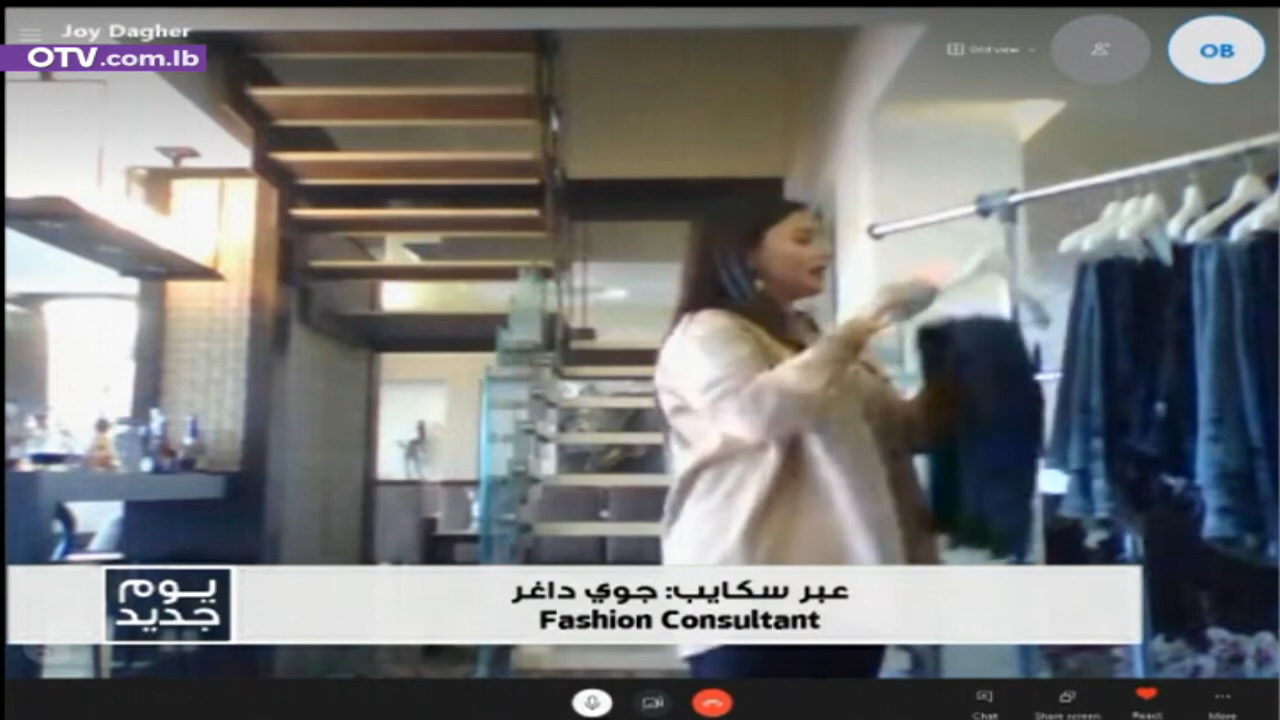 Joy Dagher
OTV.com.lb
Grid view
OB
يوم
جديد
عبر سكايب: جوي داغر
Fashion Consultant
Chat
Share screen
React
More